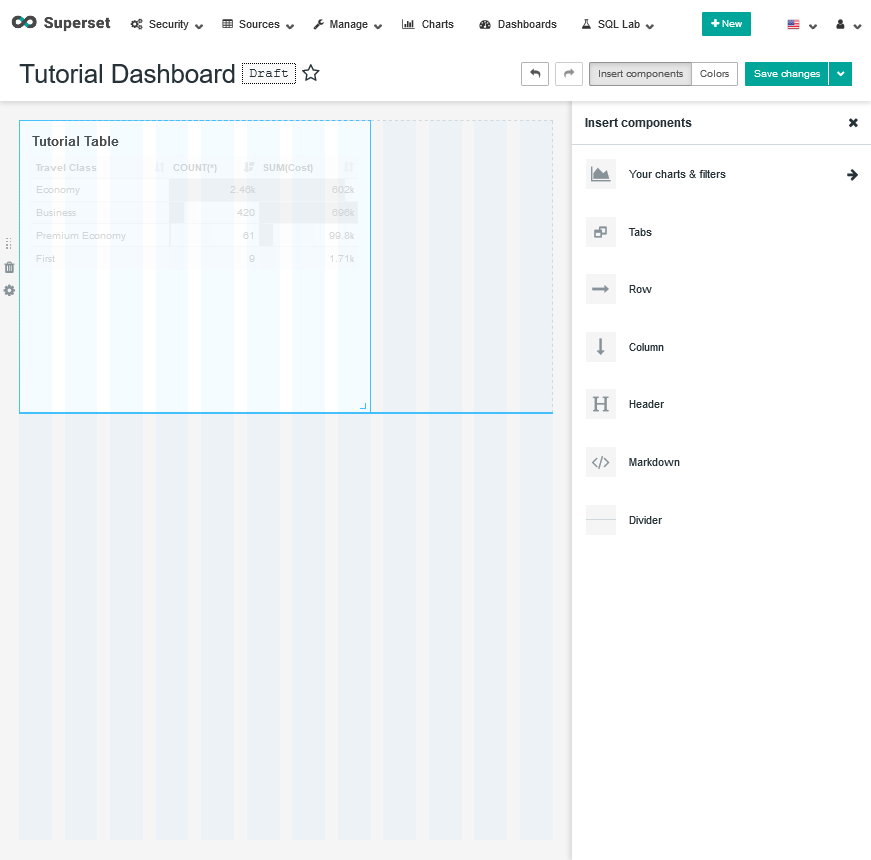 Superset Security Sources Manage Charts Dashboards SQL Lab New
Tutorial Dashboard Draft Insert components Colors Save changes
Insert components
Tutorial Table
Travel Class COUNT(*) SUM(Cost)
Economy 2.46k 602k
Business 420 696k
Premium Economy 61 99.8k
First 9 1.71k
Your charts & filters
Tabs
Row
Column
Header
Markdown
Divider